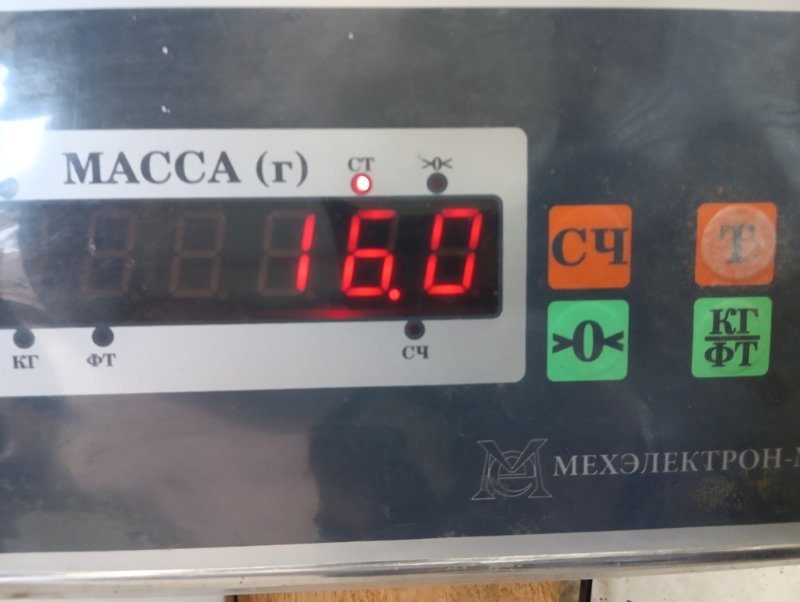 МАССА (г)
СТ
>0<
16.0
КГ
ФТ
СЧ
СЧ
Т
>0<
КГ
ФТ
МЕХЭЛЕКТРОН-